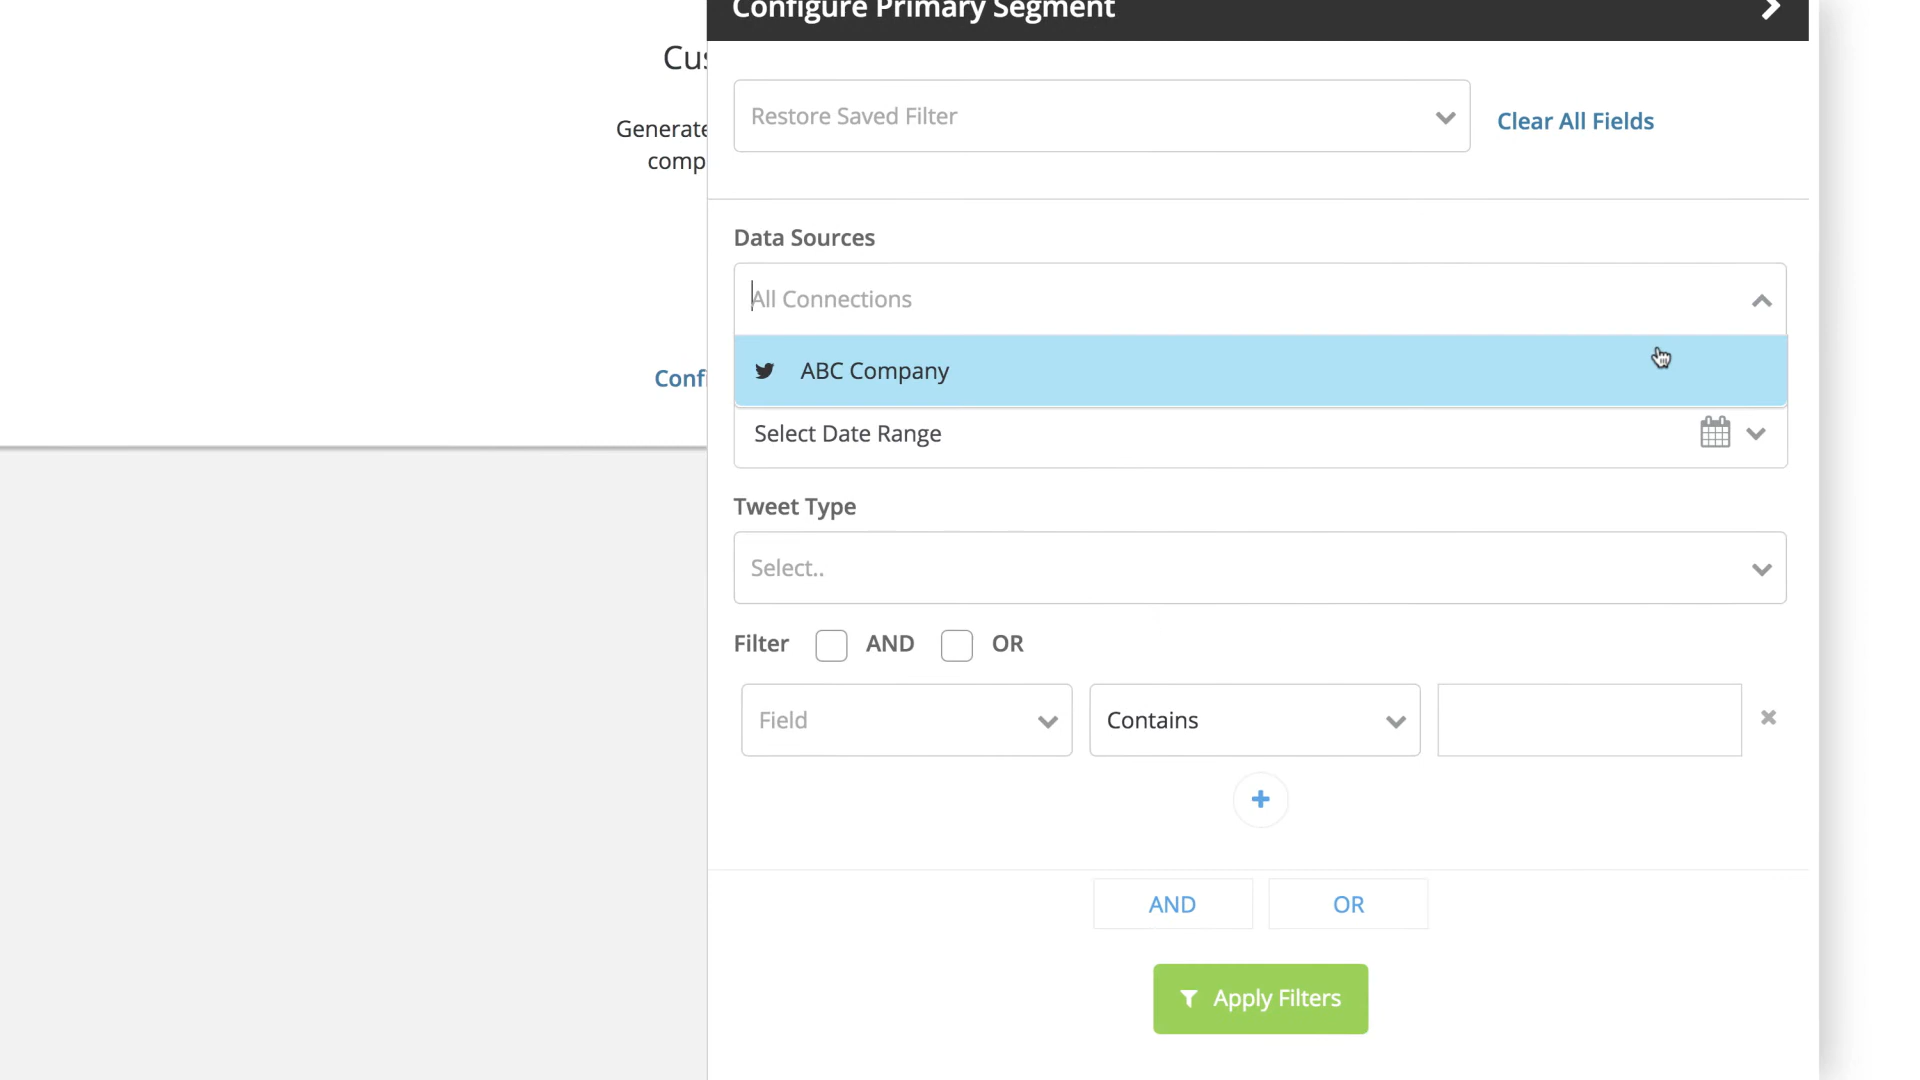 Configure Primary Segment
Cus
Generate
comp
Restore Saved Filter
Clear All Fields
Data Sources
All Connections
ABC Company
Confi
Select Date Range
Tweet Type
Select..
Filter AND OR
Field Contains
AND OR
Apply Filters